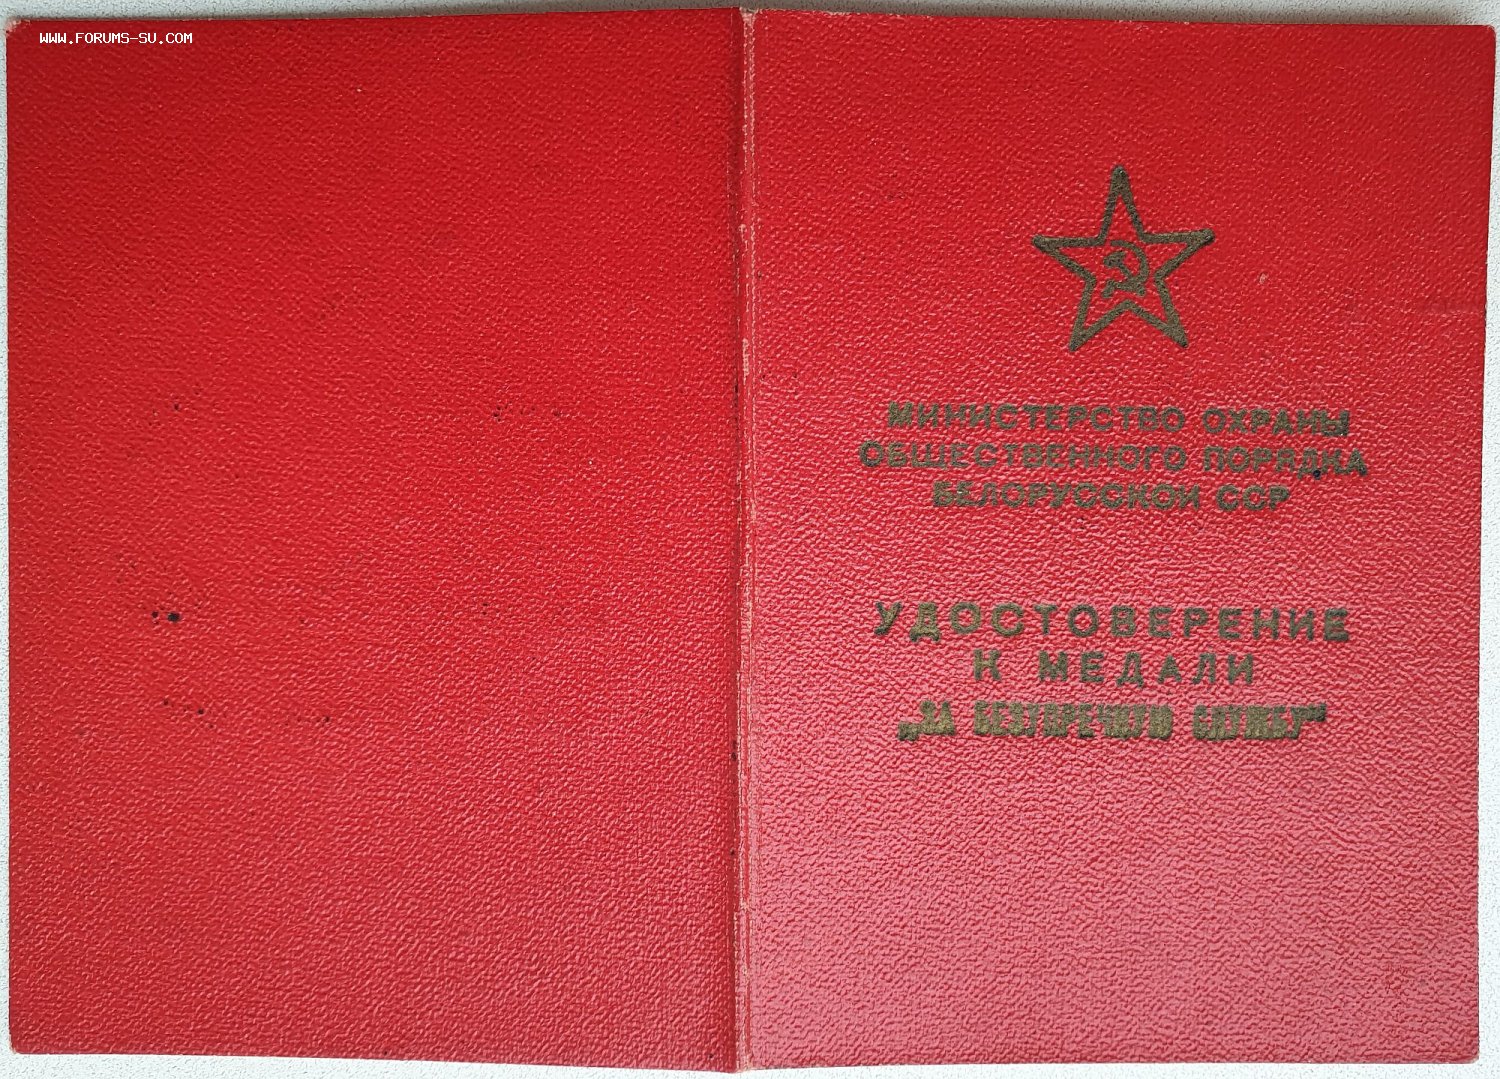 WWW.FORUMS-SU.COM
МИНИСТЕРСТВО ОХРАНЫ
ОБЩЕСТВЕННОГО ПОРЯДКА
БЕЛОРУССКОЙ ССР
УДОСТОВЕРЕНИЕ
К МЕДАЛИ
„ЗА БЕЗУПРЕЧНУЮ СЛУЖБУ“